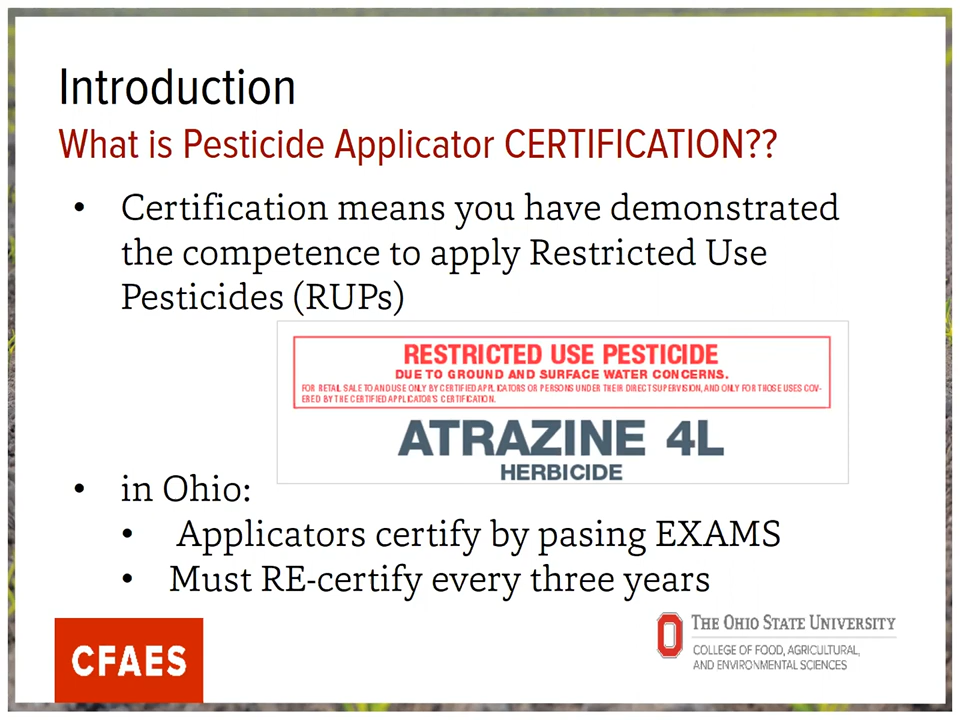 Introduction
What is Pesticide Applicator CERTIFICATION??
• Certification means you have demonstrated
the competence to apply Restricted Use
Pesticides (RUPs)
RESTRICTED USE PESTICIDE
DUE TO GROUND AND SURFACE WATER CONCERNS.
FOR RETAIL SALE TO AND USE ONLY BY CERTIFIED APPLICATORS OR PERSONS UNDER THEIR DIRECT SUPERVISION, AND ONLY FOR THOSE USES COV-
ERED BY THE CERTIFIED APPLICATOR'S CERTIFICATION.
ATRAZINE 4L
HERBICIDE
• in Ohio:
• Applicators certify by pasing EXAMS
• Must RE-certify every three years
CFAES
THE OHIO STATE UNIVERSITY
COLLEGE OF FOOD, AGRICULTURAL,
AND ENVIRONMENTAL SCIENCES